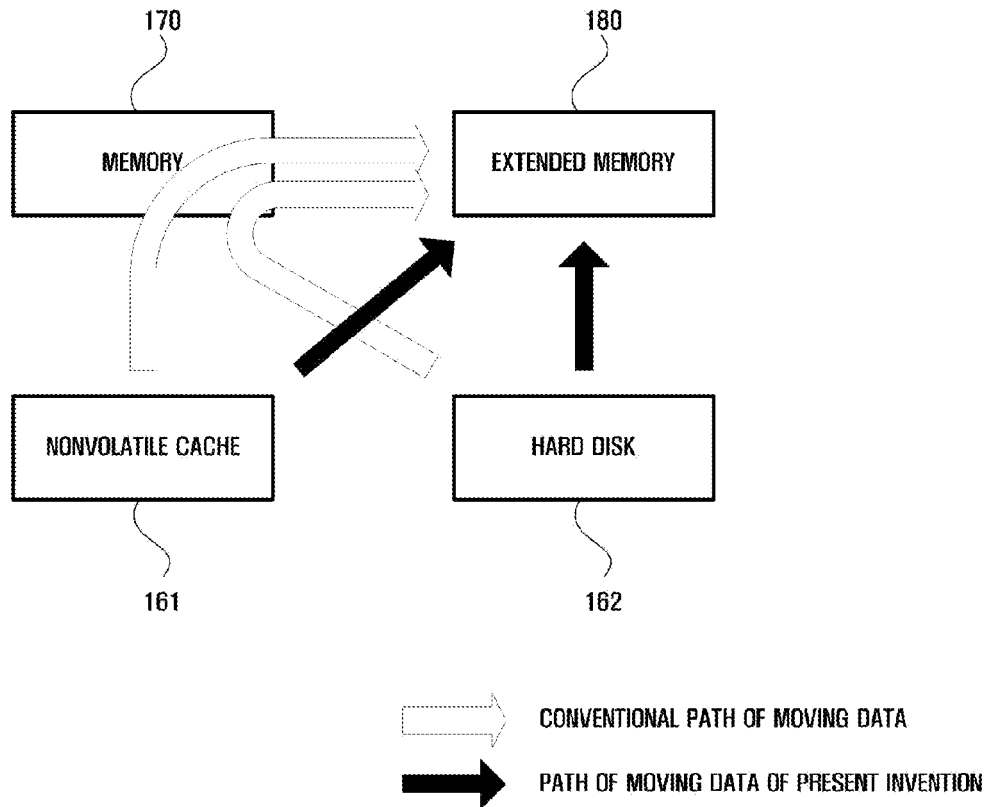 170
180
MEMORY
EXTENDED MEMORY
NONVOLATILE CACHE
HARD DISK
161
162
CONVENTIONAL PATH OF MOVING DATA
PATH OF MOVING DATA OF PRESENT INVENTION